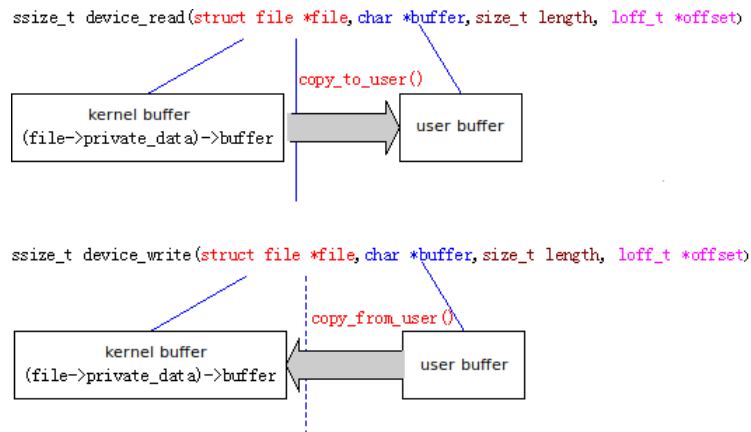 ssize_t device_read(struct file *file, char *buffer, size_t length, loff_t *offset)
copy_to_user()
kernel buffer
(file->private_data)->buffer
user buffer
ssize_t device_write(struct file *file, char *buffer, size_t length, loff_t *offset)
copy_from_user()
kernel buffer
(file->private_data)->buffer
user buffer